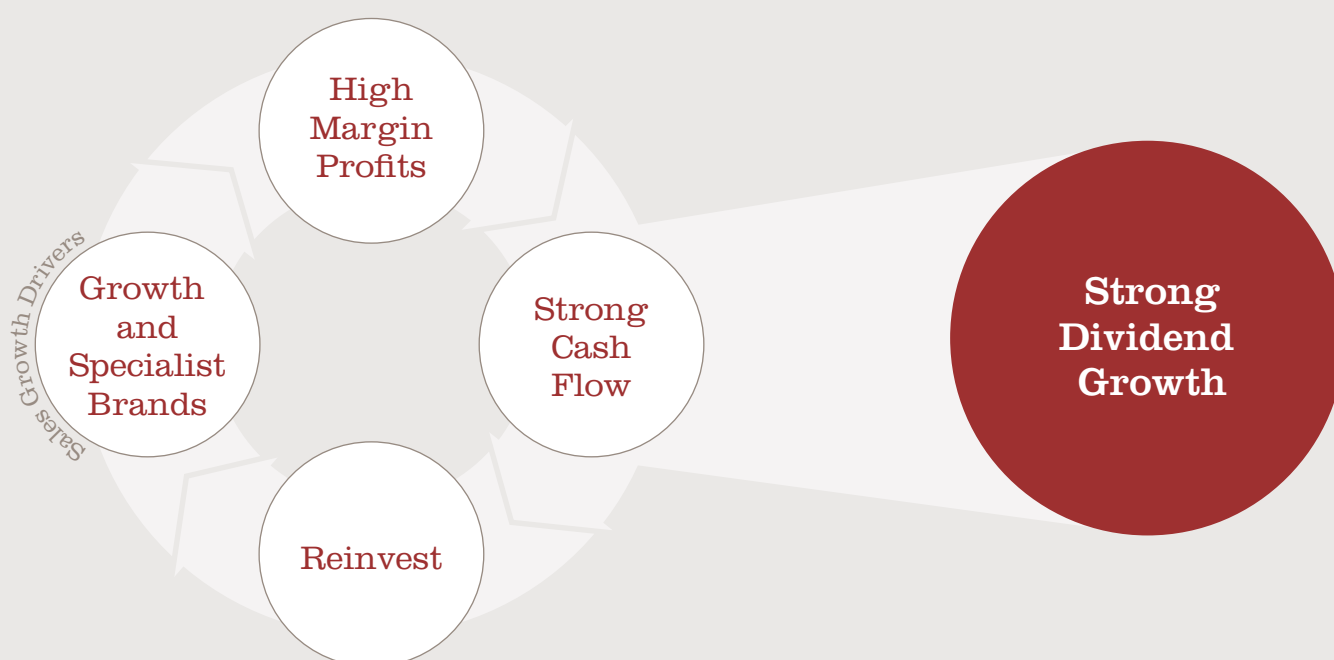 High
Margin
Profits
Sales Growth Drivers
Growth
and
Specialist
Brands
Strong
Cash
Flow
Reinvest
Strong
Dividend
Growth